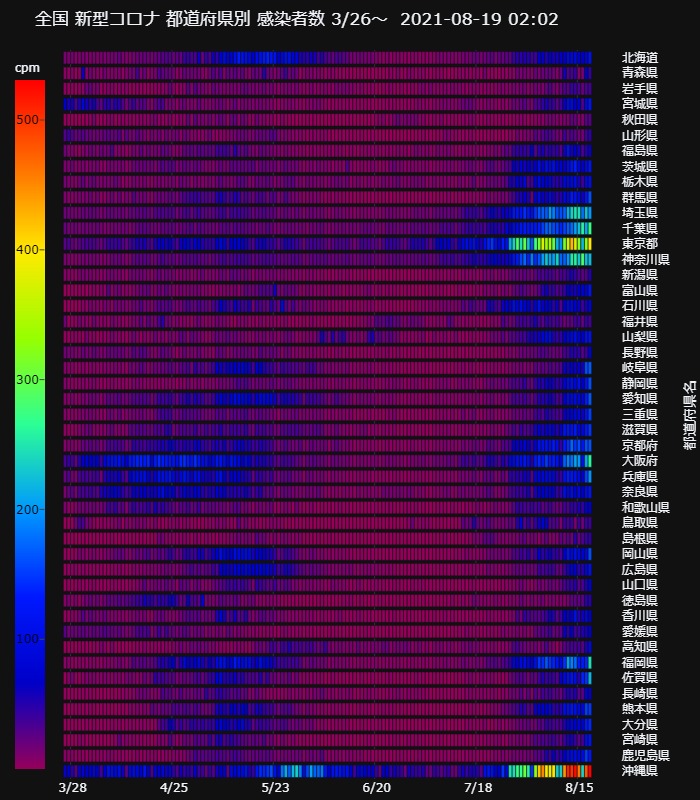 全国 新型コロナ 都道府県別 感染者数 3/26～ 2021-08-19 02:02
cpm
500
400
300
200
100
北海道
青森県
岩手県
宮城県
秋田県
山形県
福島県
茨城県
栃木県
群馬県
埼玉県
千葉県
東京都
神奈川県
新潟県
富山県
石川県
福井県
山梨県
長野県
岐阜県
静岡県
愛知県
三重県
滋賀県
京都府
大阪府
兵庫県
奈良県
和歌山県
鳥取県
島根県
岡山県
広島県
山口県
徳島県
香川県
愛媛県
高知県
福岡県
佐賀県
長崎県
熊本県
大分県
宮崎県
鹿児島県
沖縄県
都道府県名
3/28 4/25 5/23 6/20 7/18 8/15